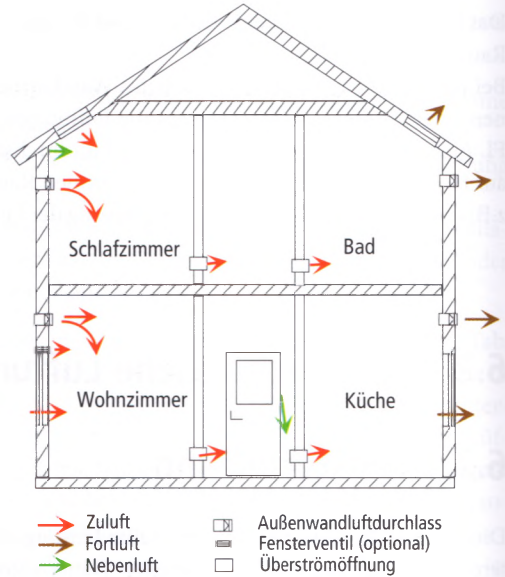 Schlafzimmer
Bad
Wohnzimmer
Küche
Zuluft
Außenwandluftdurchlass
Fortluft
Fensterventil (optional)
Nebenluft
Überströmöffnung